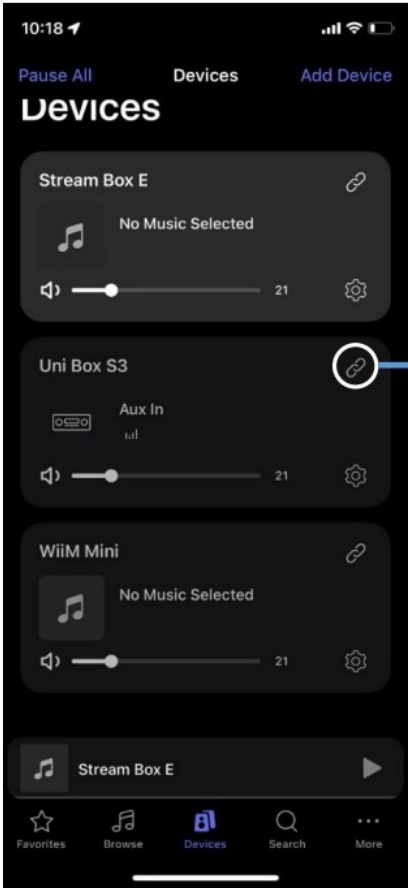 10:18
Pause All Devices Add Device
Devices
Stream Box E
No Music Selected
21
Uni Box S3
Aux In
21
WiiM Mini
No Music Selected
21
Stream Box E
Favorites Browse Devices Search More